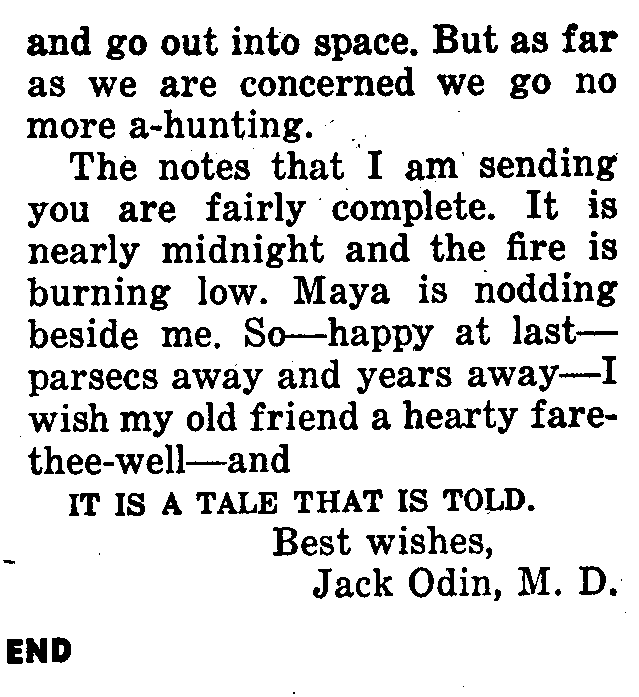 and go out into space. But as far
as we are concerned we go no
more a-hunting.
The notes that I am sending
you are fairly complete. It is
nearly midnight and the fire is
burning low. Maya is nodding
beside me. So—happy at last—
parsecs away and years away—I
wish my old friend a hearty fare-
thee-well—and
IT IS A TALE THAT IS TOLD.
Best wishes,
Jack Odin, M. D.
END